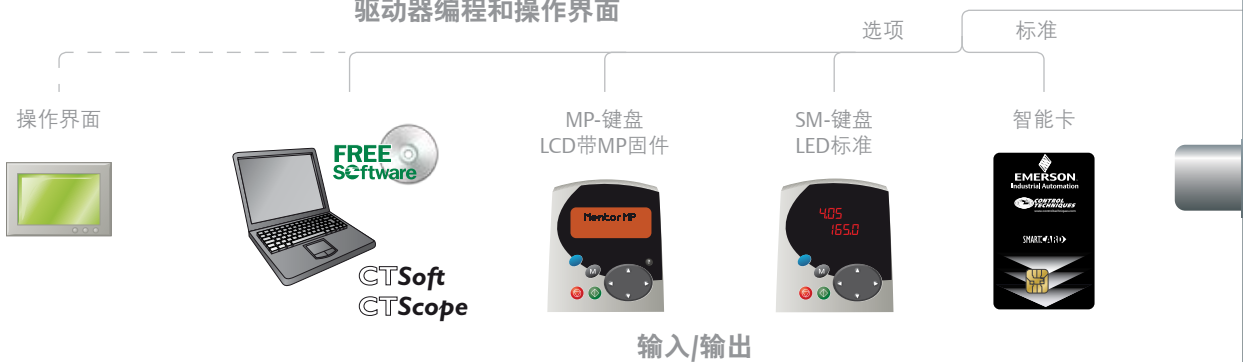 驱动器编程和操作界面
选项
标准
操作界面
MP-键盘
LCD带MP固件
SM-键盘
LED标准
智能卡
FREE
Software
CTSoft
CTScope
Mentor MP
M
4.05
165.0
M
EMERSON
Industrial Automation
CONTROL
TECHNIQUES
www.controltechniques.com
SMARTCARD
输入/输出